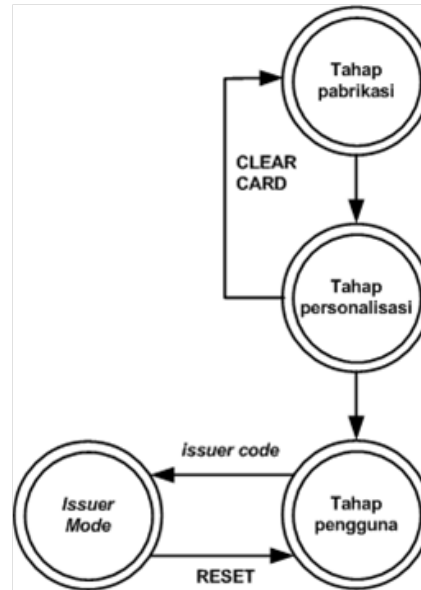 Tahap
pabrikasi
CLEAR
CARD
Tahap
personalisasi
issuer code
Issuer
Mode
Tahap
pengguna
RESET